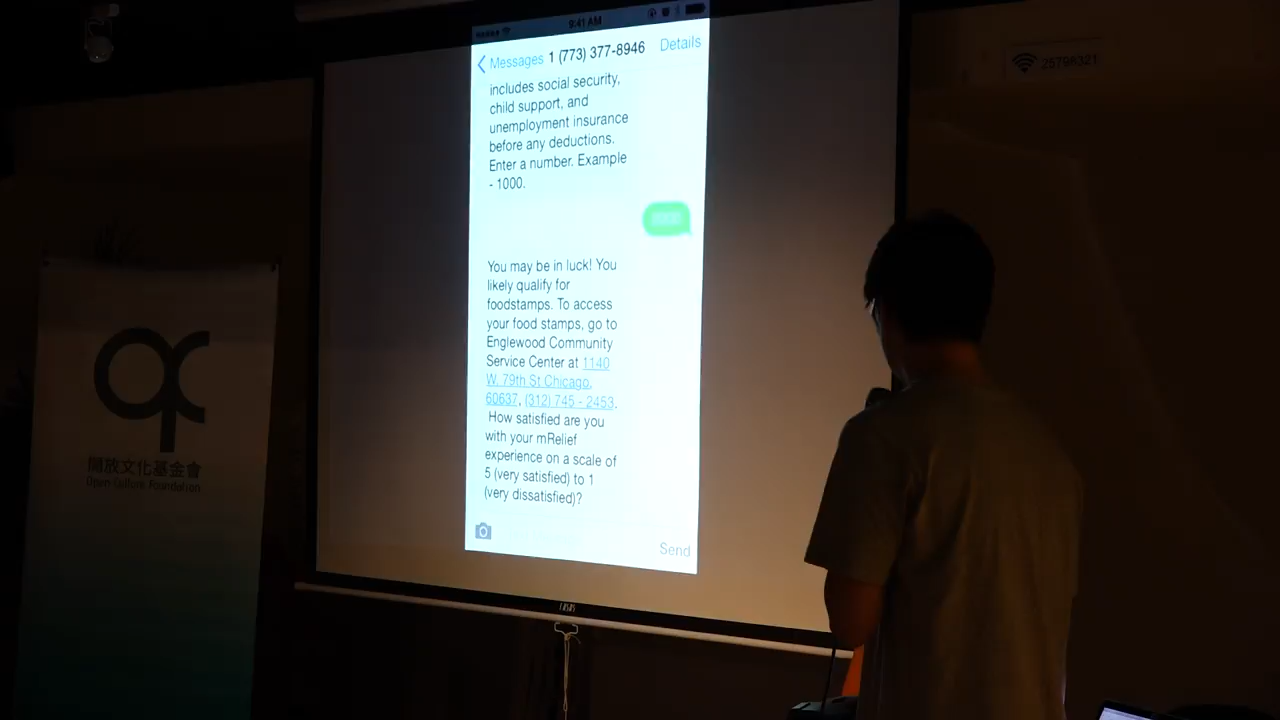 9:41 AM
Messages 1 (773) 377-8946 Details
includes social security,
child support, and
unemployment insurance
before any deductions.
Enter a number. Example
- 1000.
You may be in luck! You
likely qualify for
foodstamps. To access
your food stamps, go to
Englewood Community
Service Center at 1140
W. 79th St Chicago,
60637, (312) 745 - 2453.
How satisfied are you
with your mRelief
experience on a scale of
5 (very satisfied) to 1
(very dissatisfied)?
Send
25798321
開放文化基金會
Open Culture Foundation